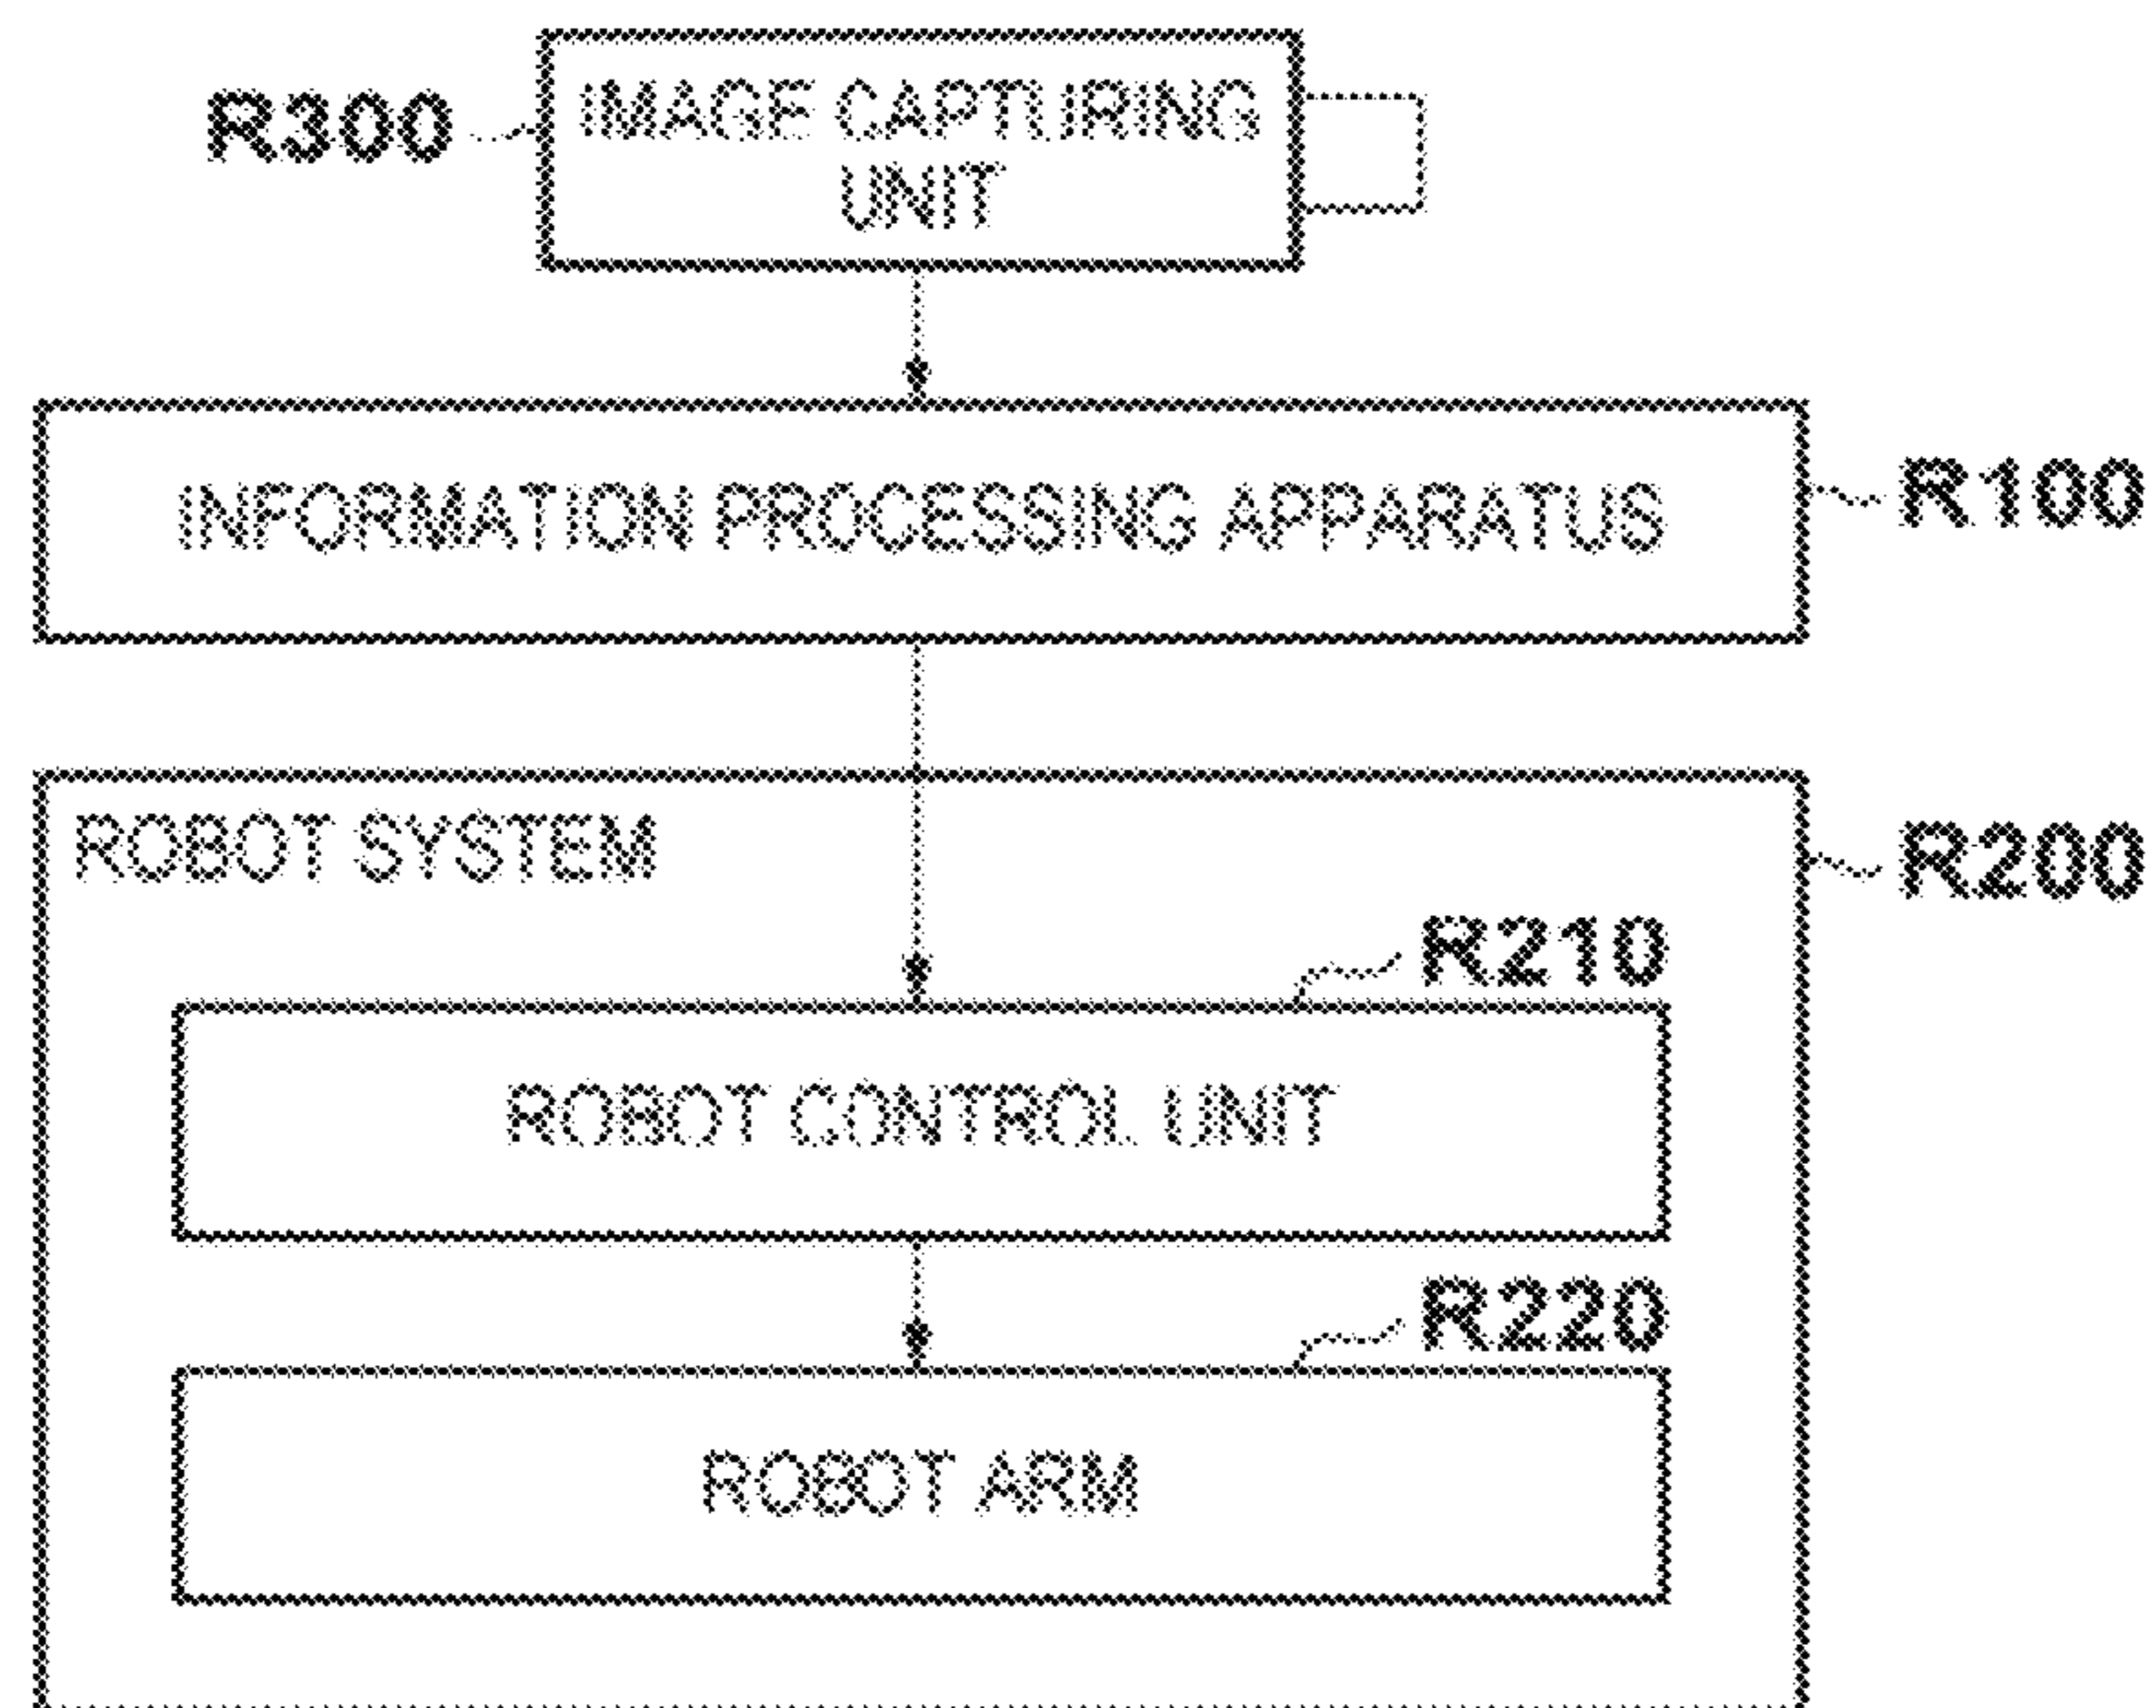 R300
IMAGE CAPTURING
UNIT
INFORMATION PROCESSING APPARATUS
R100
ROBOT SYSTEM
R200
R210
ROBOT CONTROL UNIT
R220
ROBOT ARM